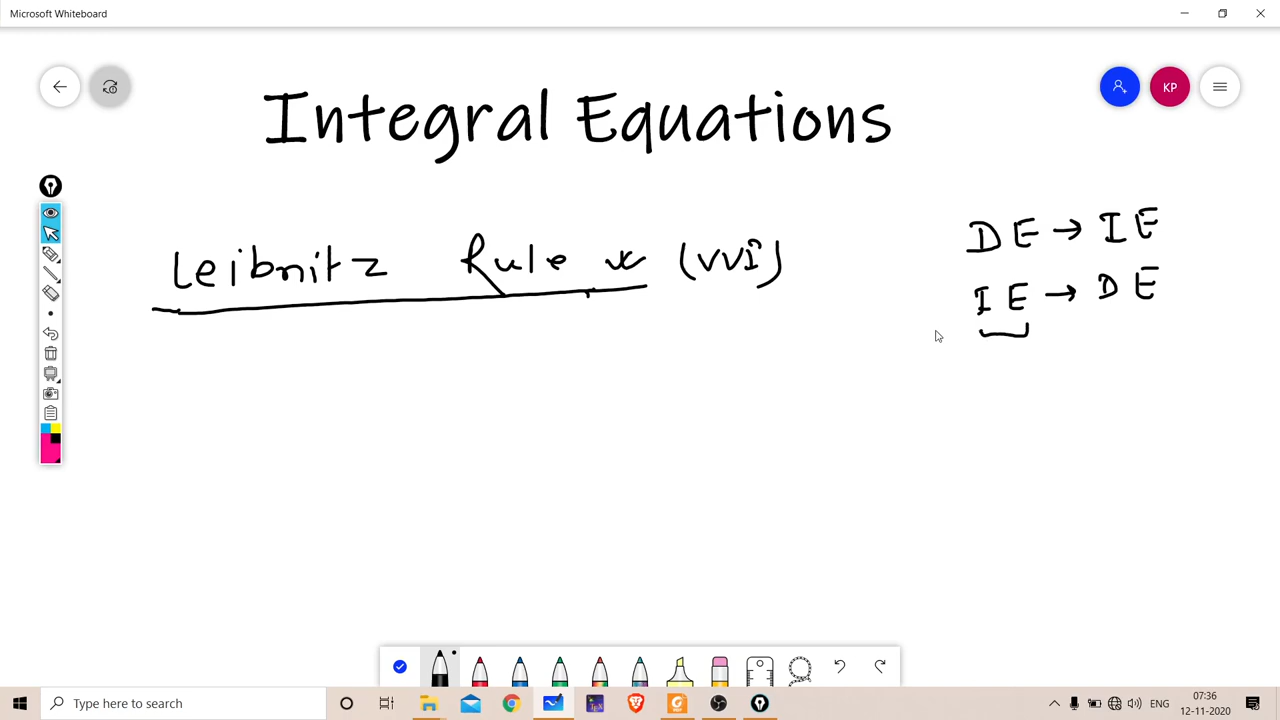 Microsoft Whiteboard
KP
Integral Equations
Leibnitz Rule (VVI)
DE → IE
IE → DE
Type here to search
ENG
07:36
12-11-2020